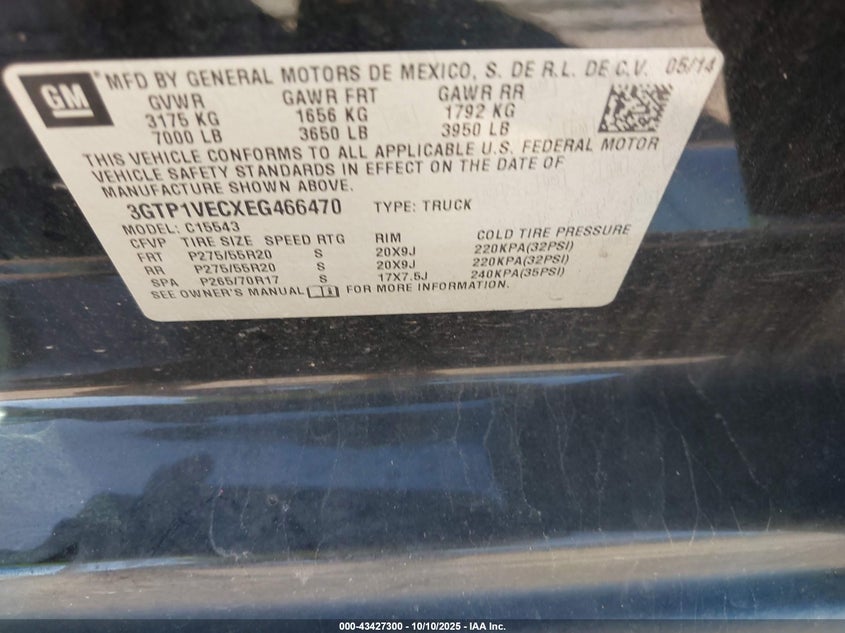 GM
® MFD BY GENERAL MOTORS DE MEXICO, S. DE R.L. DE C.V. 05/14
GVWR GAWR FRT GAWR RR
3175 KG 1656 KG 1792 KG
7000 LB 3650 LB 3950 LB
THIS VEHICLE CONFORMS TO ALL APPLICABLE U.S. FEDERAL MOTOR
VEHICLE SAFETY STANDARDS IN EFFECT ON THE DATE OF
MANUFACTURE SHOWN ABOVE.
3GTP1VECXEG466470 TYPE: TRUCK
MODEL: C15543
CFVP TIRE SIZE SPEED RTG RIM COLD TIRE PRESSURE
FRT P275/55R20 S 20X9J 220KPA(32PSI)
RR P275/55R20 S 20X9J 220KPA(32PSI)
SPA P265/70R17 S 17X7.5J 240KPA(35PSI)
SEE OWNER'S MANUAL FOR MORE INFORMATION.
000-43427300 - 10/10/2025 - IAA Inc.